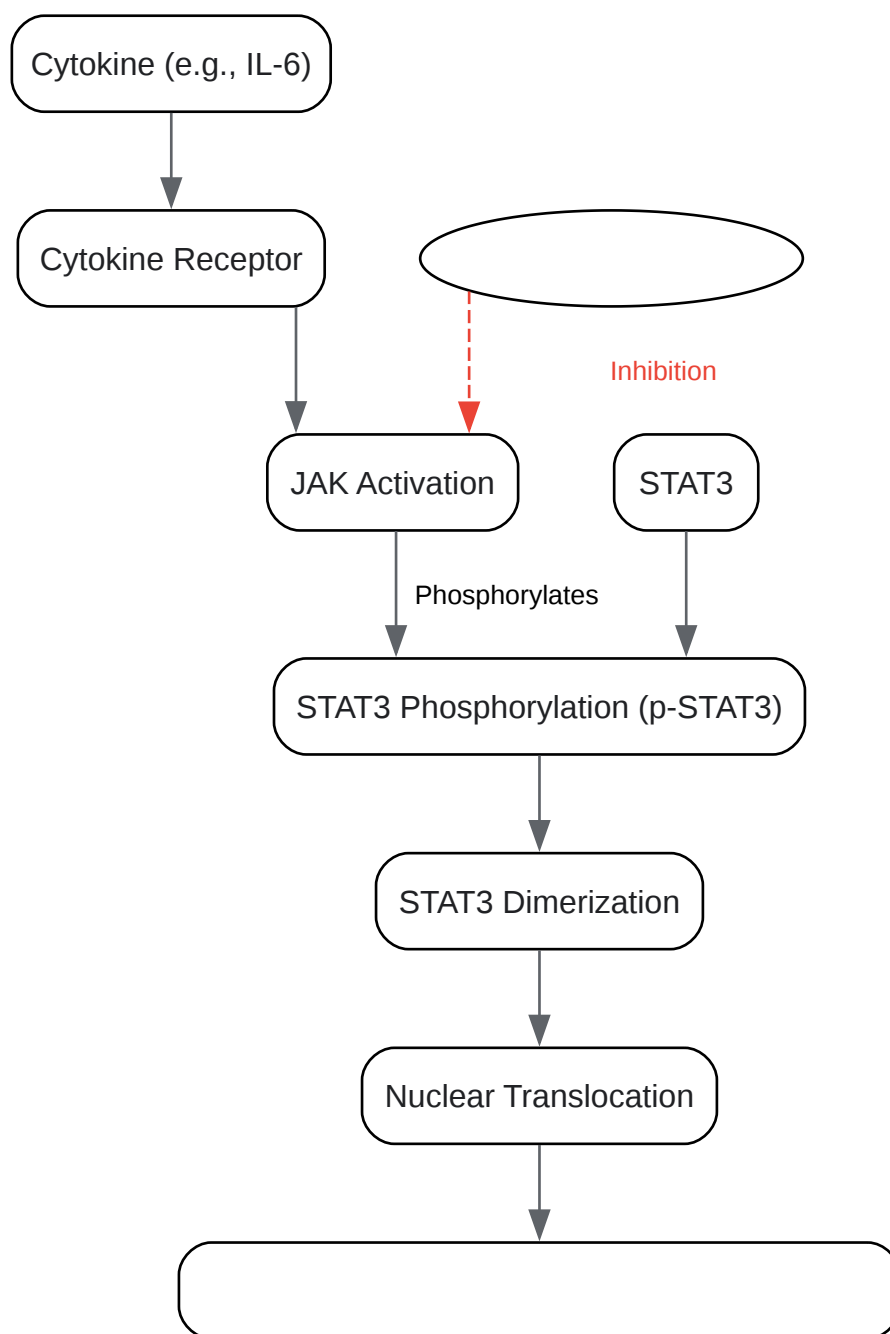 Cytokine (e.g., IL-6)
Cytokine Receptor
Inhibition
JAK Activation
STAT3
Phosphorylates
STAT3 Phosphorylation (p-STAT3)
STAT3 Dimerization
Nuclear Translocation